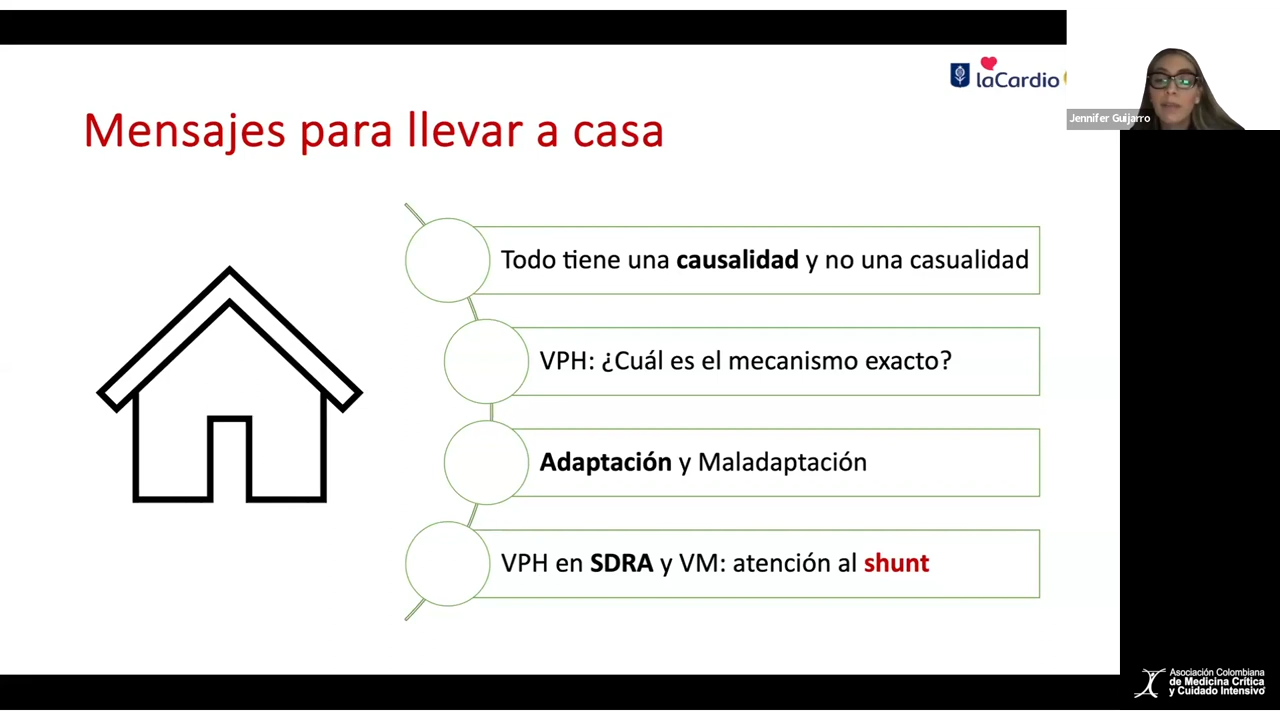 laCardio
Jennifer Guijarro
Mensajes para llevar a casa
Todo tiene una causalidad y no una casualidad
VPH: ¿Cuál es el mecanismo exacto?
Adaptación y Maladaptación
VPH en SDRA y VM: atención al shunt
Asociación Colombiana
de Medicina Crítica
y Cuidado Intensivo